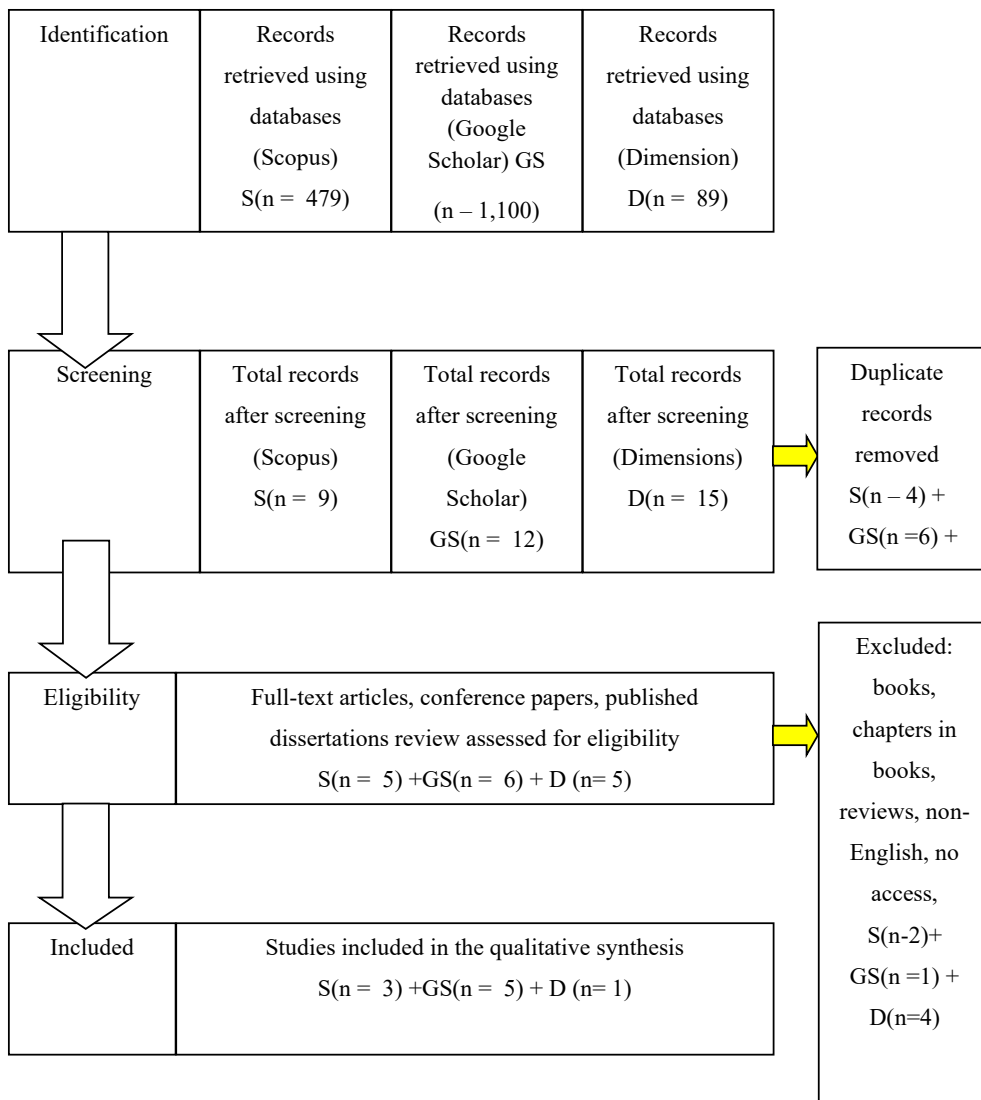 Identification
Records
retrieved using
databases
(Scopus)
S(n = 479)
Records
retrieved using
databases
(Google
Scholar) GS
(n – 1,100)
Records
retrieved using
databases
(Dimension)
D(n = 89)
Screening
Total records
after screening
(Scopus)
S(n = 9)
Total records
after screening
(Google
Scholar)
GS(n = 12)
Total records
after screening
(Dimensions)
D(n = 15)
Duplicate
records
removed
S(n – 4) +
GS(n =6) +
Eligibility
Full-text articles, conference papers, published
dissertations review assessed for eligibility
S(n = 5) +GS(n = 6) + D (n= 5)
Excluded:
books,
chapters in
books,
reviews, non-
English, no
access,
S(n-2)+
GS(n =1) +
D(n=4)
Included
Studies included in the qualitative synthesis
S(n = 3) +GS(n = 5) + D (n= 1)